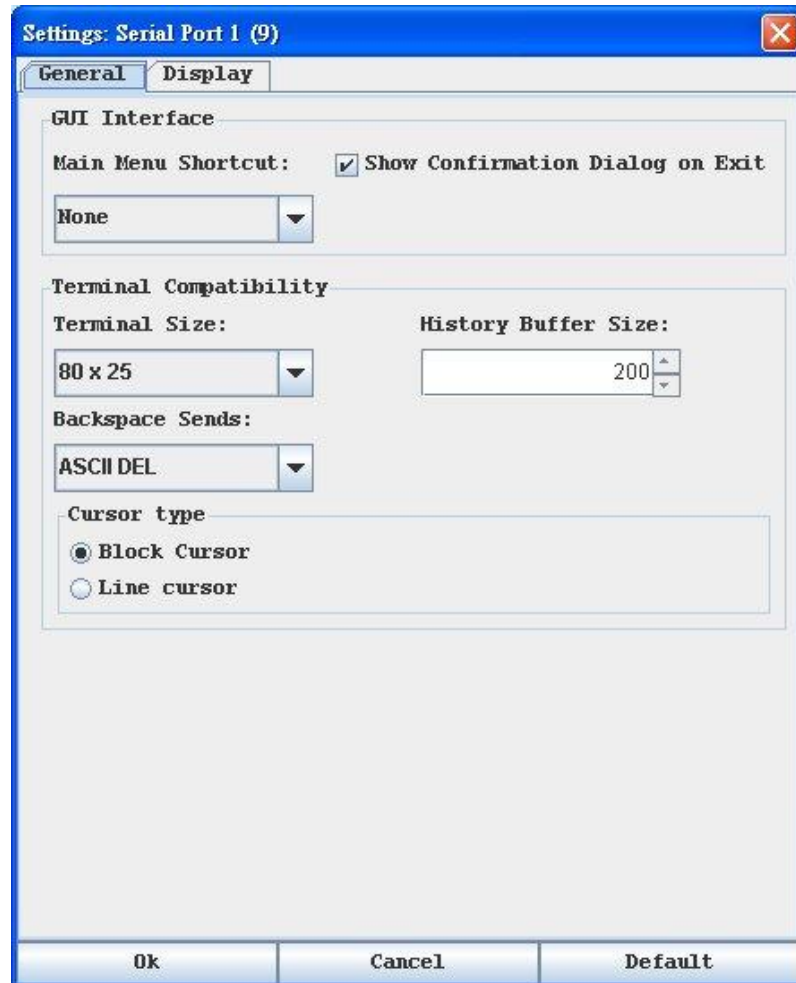 Settings: Serial Port 1 (9)
General Display
GUI Interface
Main Menu Shortcut: Show Confirmation Dialog on Exit
None
Terminal Compatibility
Terminal Size: History Buffer Size:
80 x 25 200
Backspace Sends:
ASCII DEL
Cursor type
Block Cursor
Line cursor
Ok Cancel Default